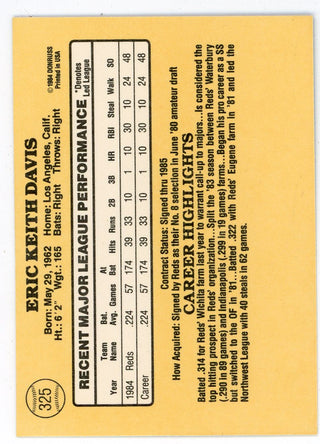 325
ERIC KEITH DAVIS
© 1984 DONRUSS
Printed in USA
Born: May 29, 1962 Home: Los Angeles, Calif.
Ht.: 6' 2" Wgt.: 165 Bats: Right Throws: Right
RECENT MAJOR LEAGUE PERFORMANCE *Denotes Led League
Year Team Name Bat. Avg. Games At Bat Hits Runs 2B 3B HR RBI Steal Walk SO
1984 Reds .224 57 174 39 33 10 1 10 30 10 24 48
Career .224 57 174 39 33 10 1 10 30 10 24 48
Contract Status: Signed thru 1985
How Acquired: Signed by Reds as their No. 8 selection in June '80 amateur draft
CAREER HIGHLIGHTS
Batted .314 for Reds' Wichita farm last year to warrant call-up to majors...Is considered the
top hitting prospect in Reds' organization...Split the '83 season between Reds' Waterbury
(.290 in 89 games) and Indianapolis (.299 in 19 games) farms...Began his pro career as a SS
but switched to the OF in '81...Batted .322 with Reds' Eugene farm in '81 and led the
Northwest League with 40 steals in 62 games.